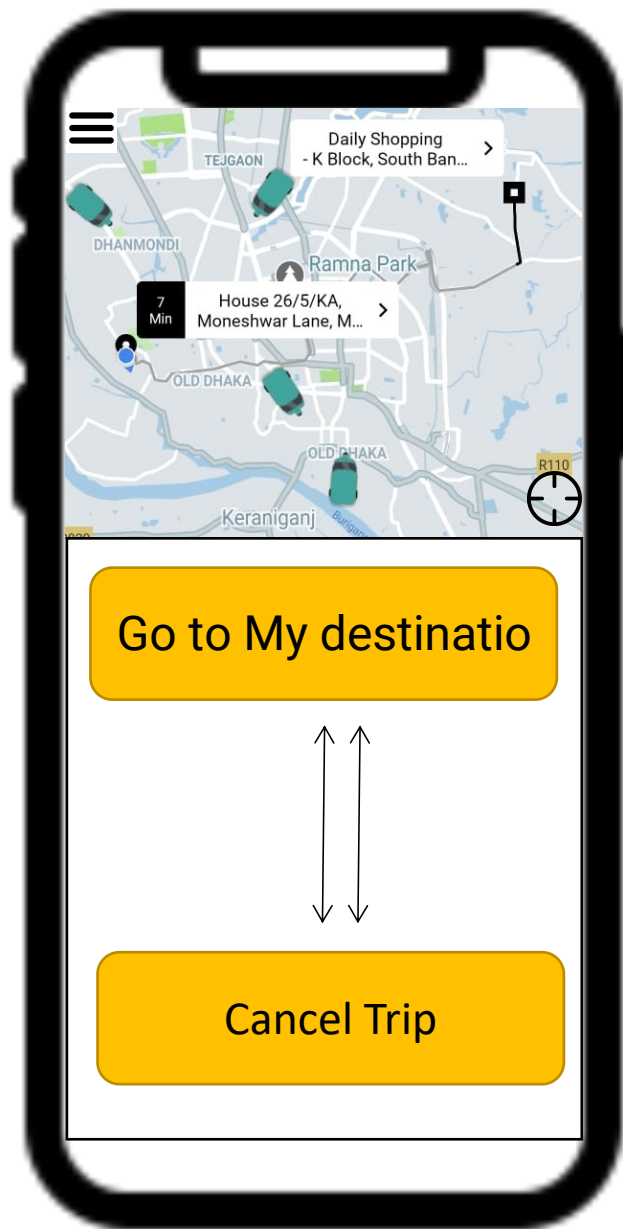 Daily Shopping
- K Block, South Ban...
TEJGAON
DHANMONDI
Ramna Park
7
Min
House 26/5/KA,
Moneshwar Lane, M...
OLD DHAKA
OLD DHAKA
R110
Keraniganj
Go to My destinatio
Cancel Trip